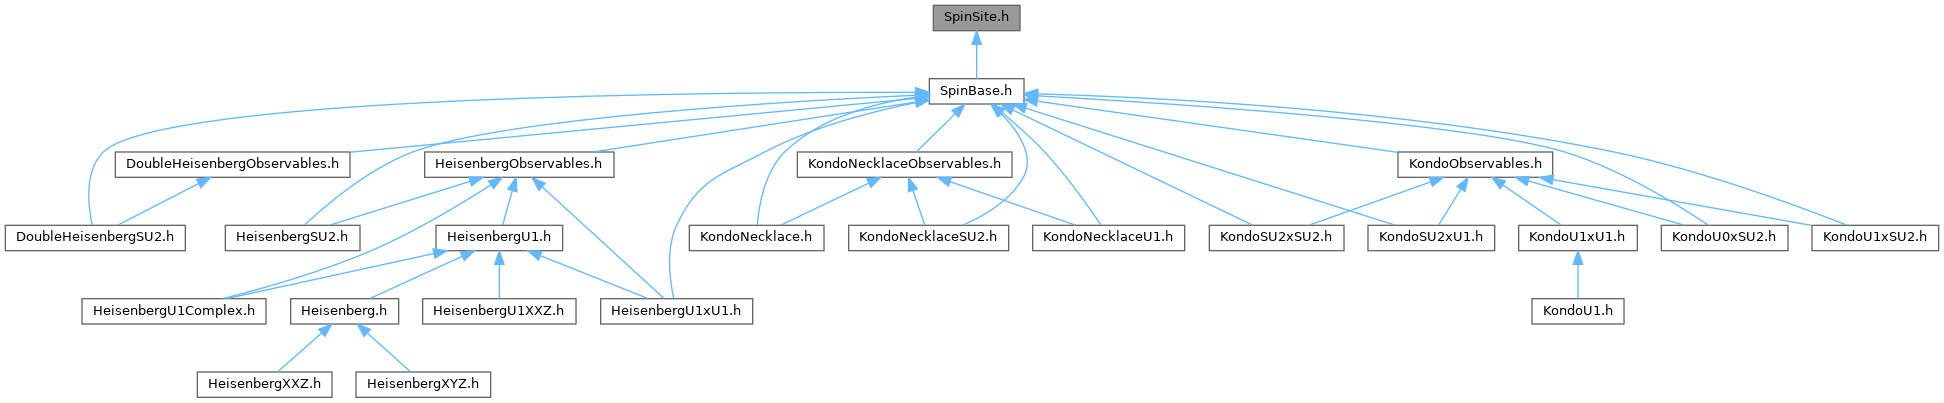 SpinSite.h
SpinBase.h
DoubleHeisenbergObservables.h
HeisenbergObservables.h
KondoNecklaceObservables.h
KondoObservables.h
DoubleHeisenbergSU2.h
HeisenbergSU2.h
HeisenbergU1.h
KondoNecklace.h
KondoNecklaceSU2.h
KondoNecklaceU1.h
KondoSU2xSU2.h
KondoSU2xU1.h
KondoU1xU1.h
KondoU0xSU2.h
KondoU1xSU2.h
HeisenbergU1Complex.h
Heisenberg.h
HeisenbergU1XXZ.h
HeisenbergU1xU1.h
KondoU1.h
HeisenbergXXZ.h
HeisenbergXYZ.h